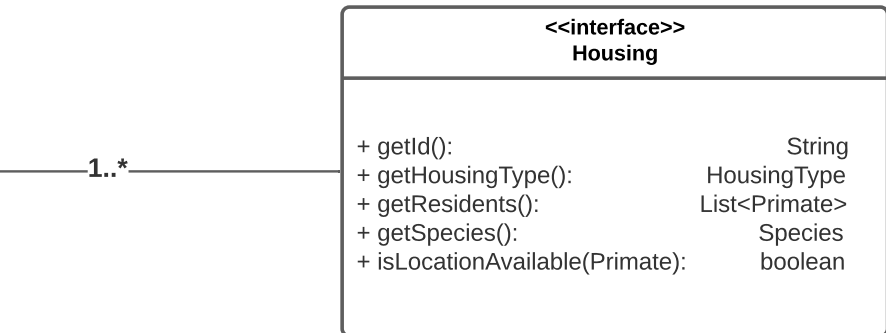 <<interface>>
Housing
+ getId(): String
1..*
+ getHousingType(): HousingType
+ getResidents(): List<Primate>
+ getSpecies(): Species
+ isLocationAvailable(Primate): boolean